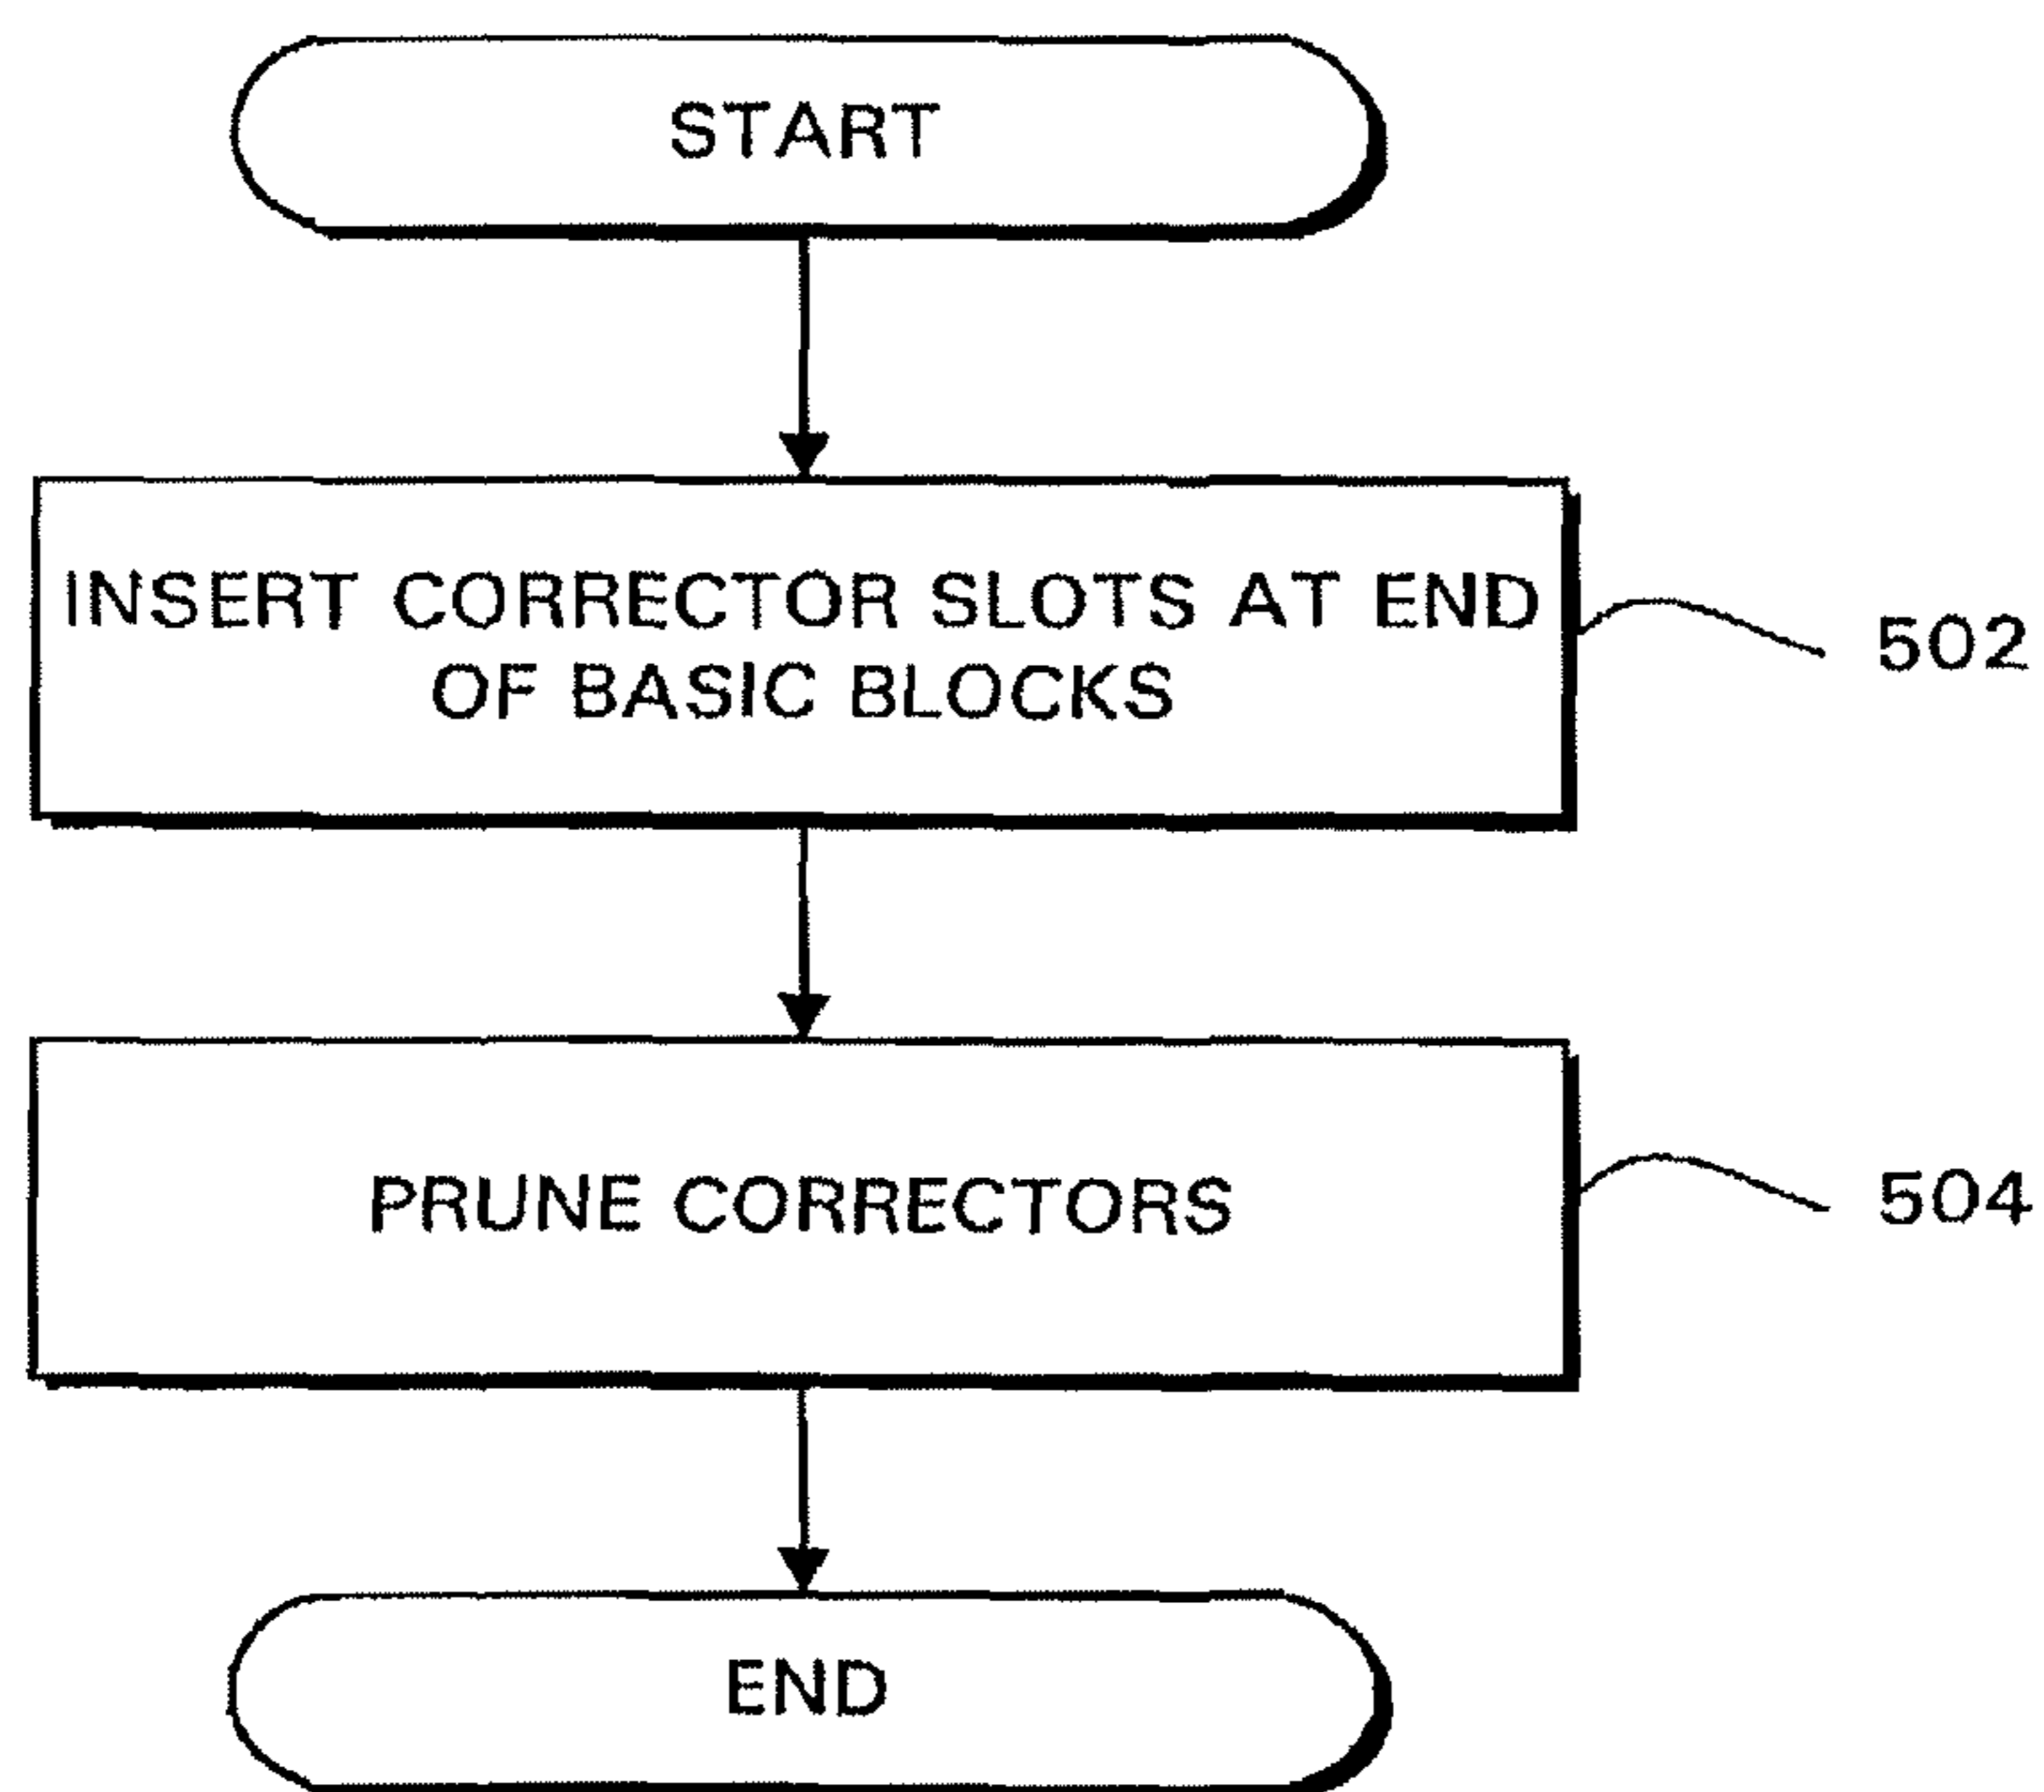 START
INSERT CORRECTOR SLOTS AT END
OF BASIC BLOCKS
502
PRUNE CORRECTORS
504
END